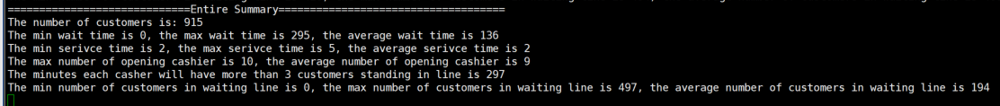 =============================Entire Summary====================================
The number of customers is: 915
The min wait time is 0, the max wait time is 295, the average wait time is 136
The min serivce time is 2, the max serivce time is 5, the average serivce time is 2
The max number of opening cashier is 10, the average number of opening cashier is 9
The minutes each casher will have more than 3 customers standing in line is 297
The min number of customers in waiting line is 0, the max number of customers in waiting line is 497, the average number of customers in waiting line is 194